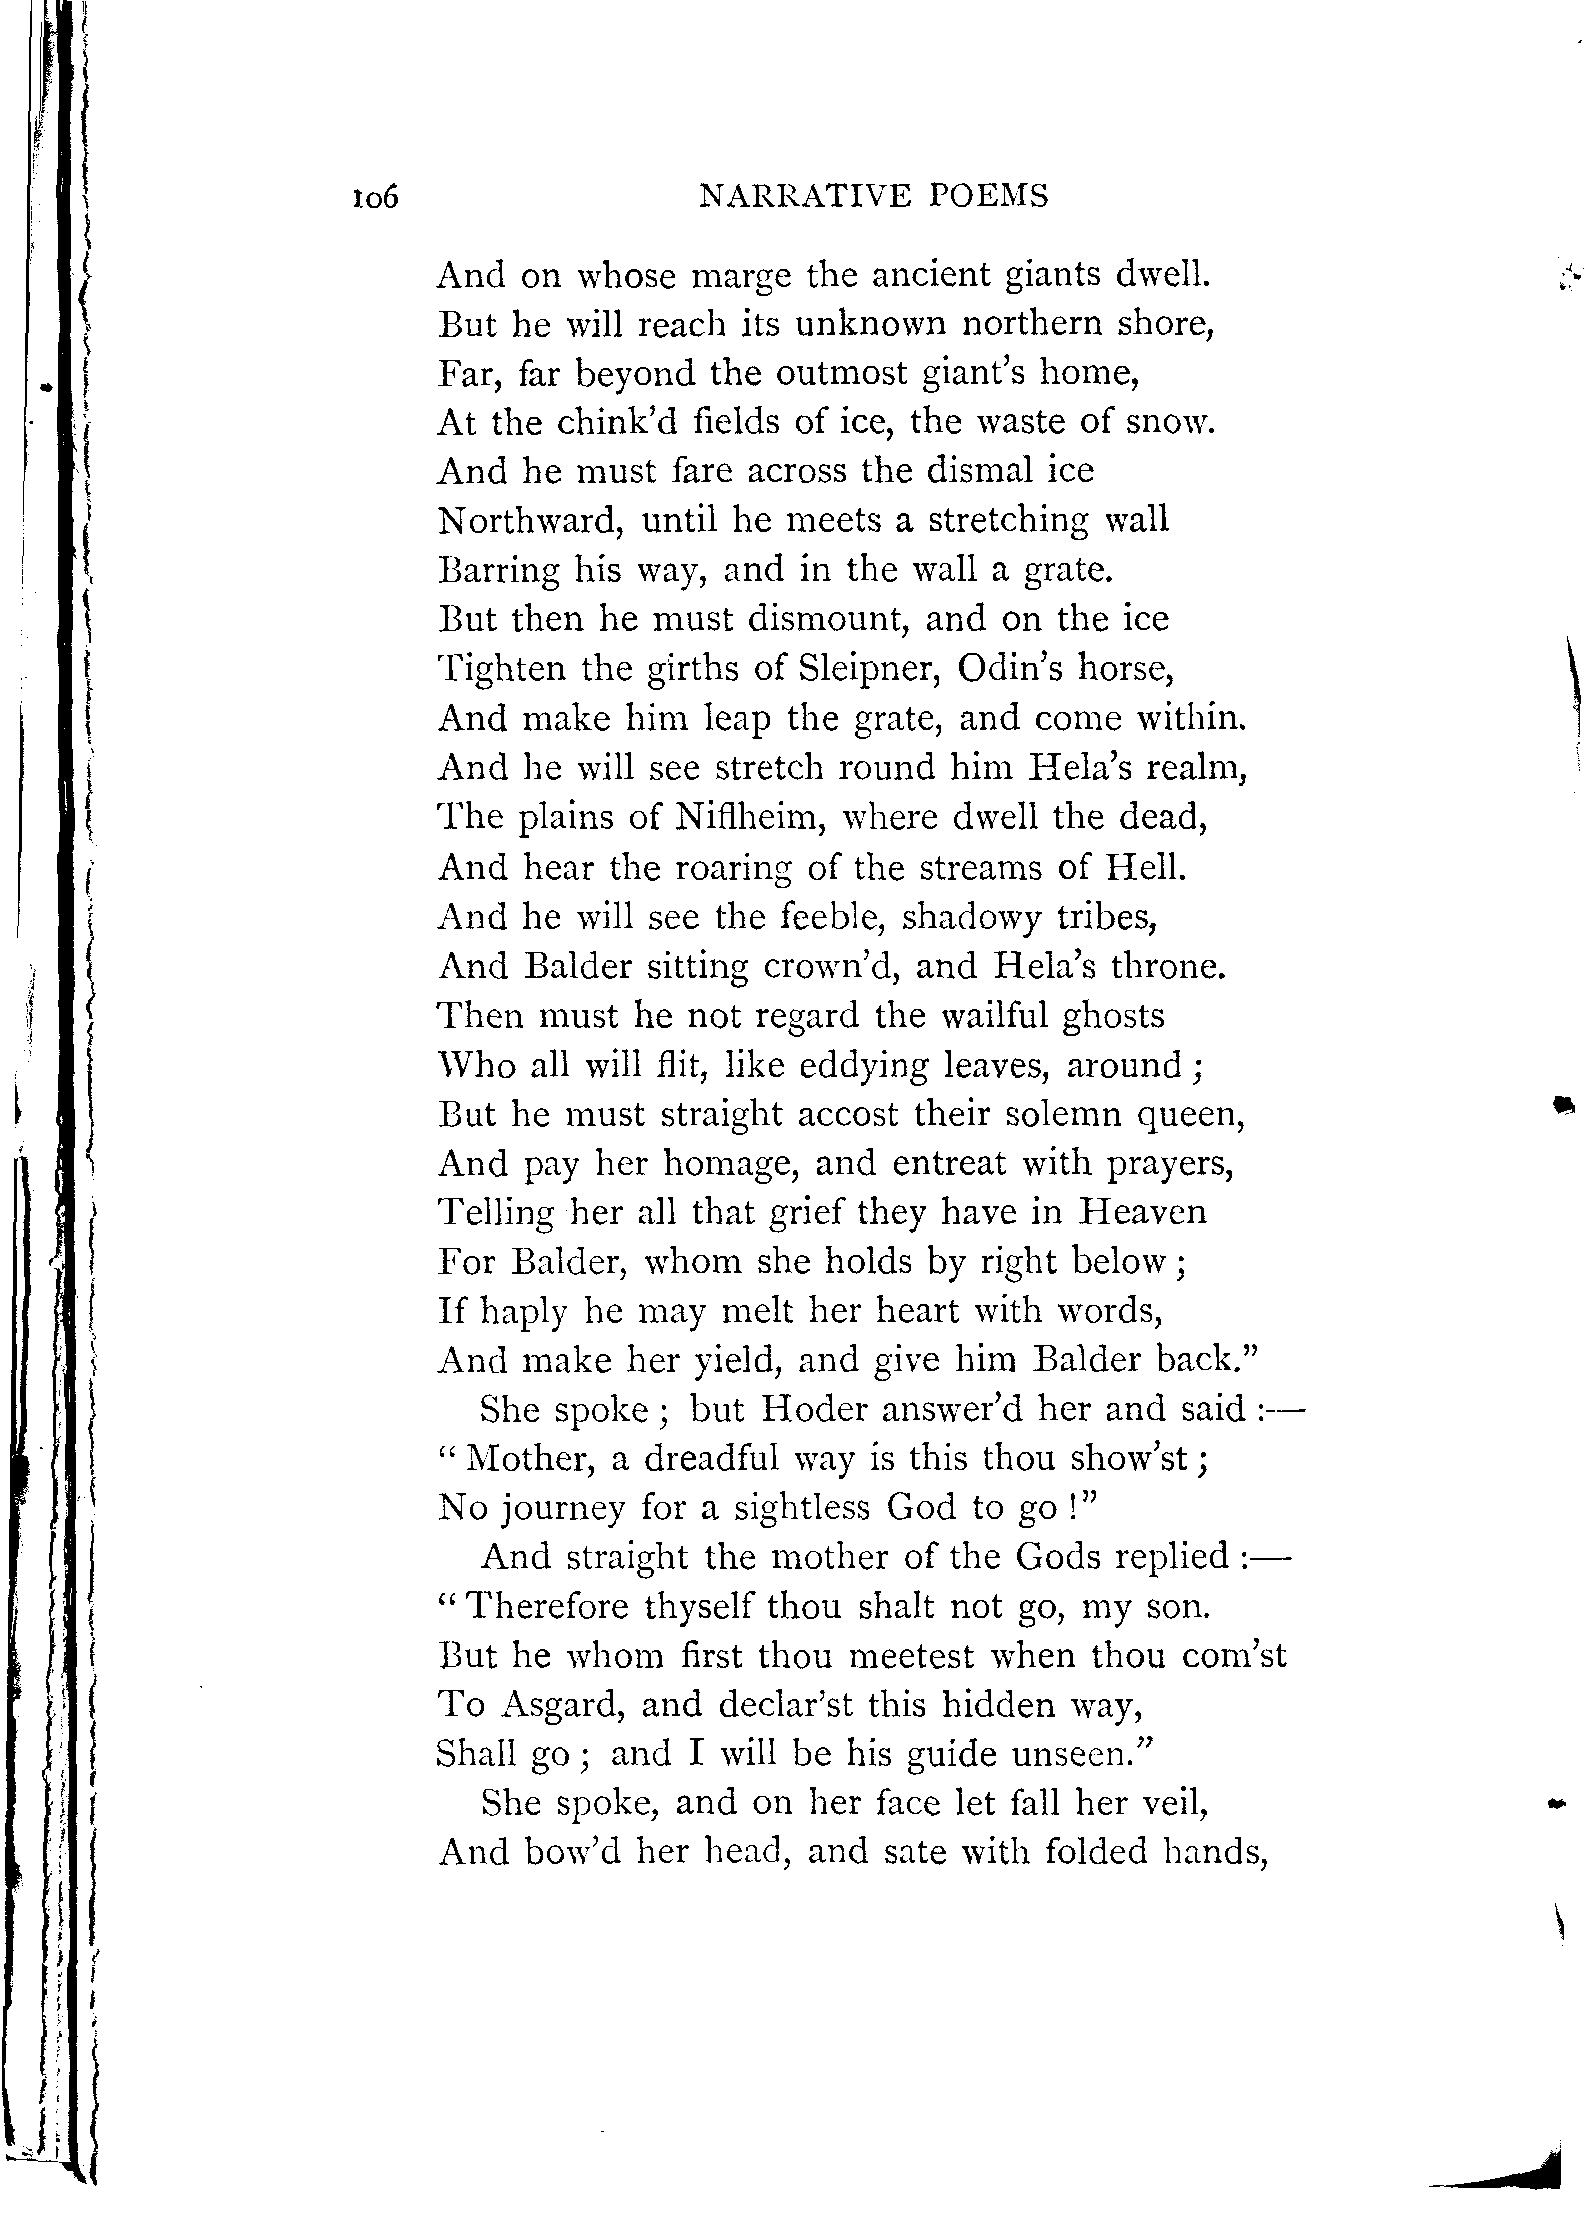 106 NARRATIVE POEMS
And on whose marge the ancient giants dwell.
But he will reach its unknown northern shore,
Far, far beyond the outmost giant's home,
At the chink'd fields of ice, the waste of snow.
And he must fare across the dismal ice
Northward, until he meets a stretching wall
Barring his way, and in the wall a grate.
But then he must dismount, and on the ice
Tighten the girths of Sleipner, Odin's horse,
And make him leap the grate, and come within.
And he will see stretch round him Hela's realm,
The plains of Niflheim, where dwell the dead,
And hear the roaring of the streams of Hell.
And he will see the feeble, shadowy tribes,
And Balder sitting crown'd, and Hela's throne.
Then must he not regard the wailful ghosts
Who all will flit, like eddying leaves, around ;
But he must straight accost their solemn queen,
And pay her homage, and entreat with prayers,
Telling her all that grief they have in Heaven
For Balder, whom she holds by right below ;
If haply he may melt her heart with words,
And make her yield, and give him Balder back."
She spoke ; but Hoder answer'd her and said :—
" Mother, a dreadful way is this thou show'st ;
No journey for a sightless God to go !"
And straight the mother of the Gods replied :—
" Therefore thyself thou shalt not go, my son.
But he whom first thou meetest when thou com'st
To Asgard, and declar'st this hidden way,
Shall go ; and I will be his guide unseen."
She spoke, and on her face let fall her veil,
And bow'd her head, and sate with folded hands,